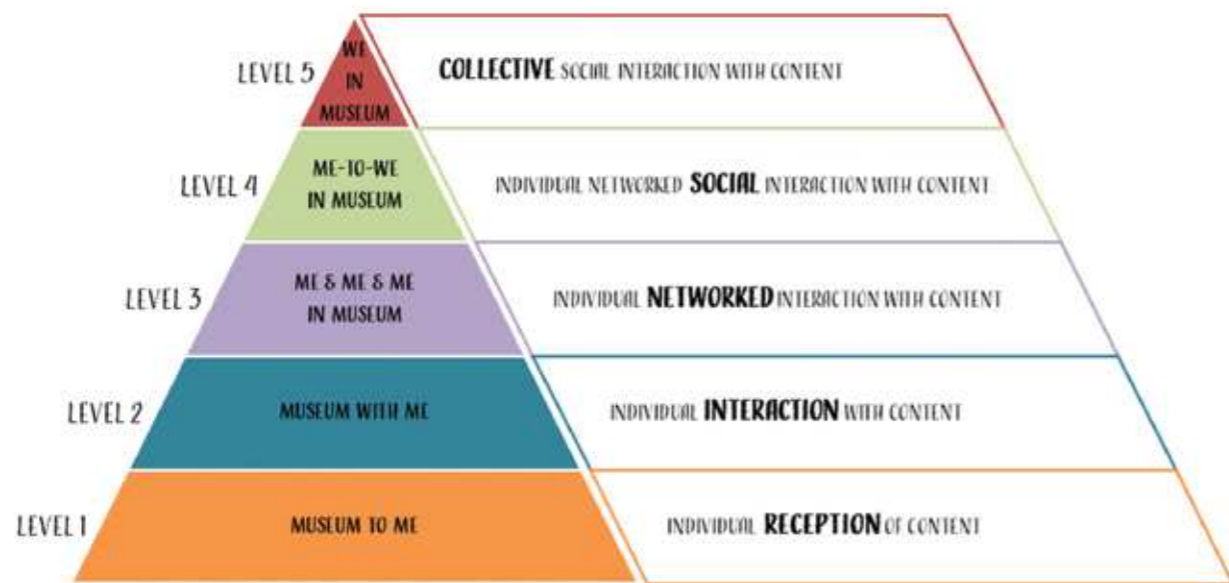 LEVEL 5
WE
IN
MUSEUM
COLLECTIVE SOCIAL INTERACTION WITH CONTENT
LEVEL 4
ME-TO-WE
IN MUSEUM
INDIVIDUAL NETWORKED SOCIAL INTERACTION WITH CONTENT
LEVEL 3
ME & ME & ME
IN MUSEUM
INDIVIDUAL NETWORKED INTERACTION WITH CONTENT
LEVEL 2
MUSEUM WITH ME
INDIVIDUAL INTERACTION WITH CONTENT
LEVEL 1
MUSEUM TO ME
INDIVIDUAL RECEPTION OF CONTENT